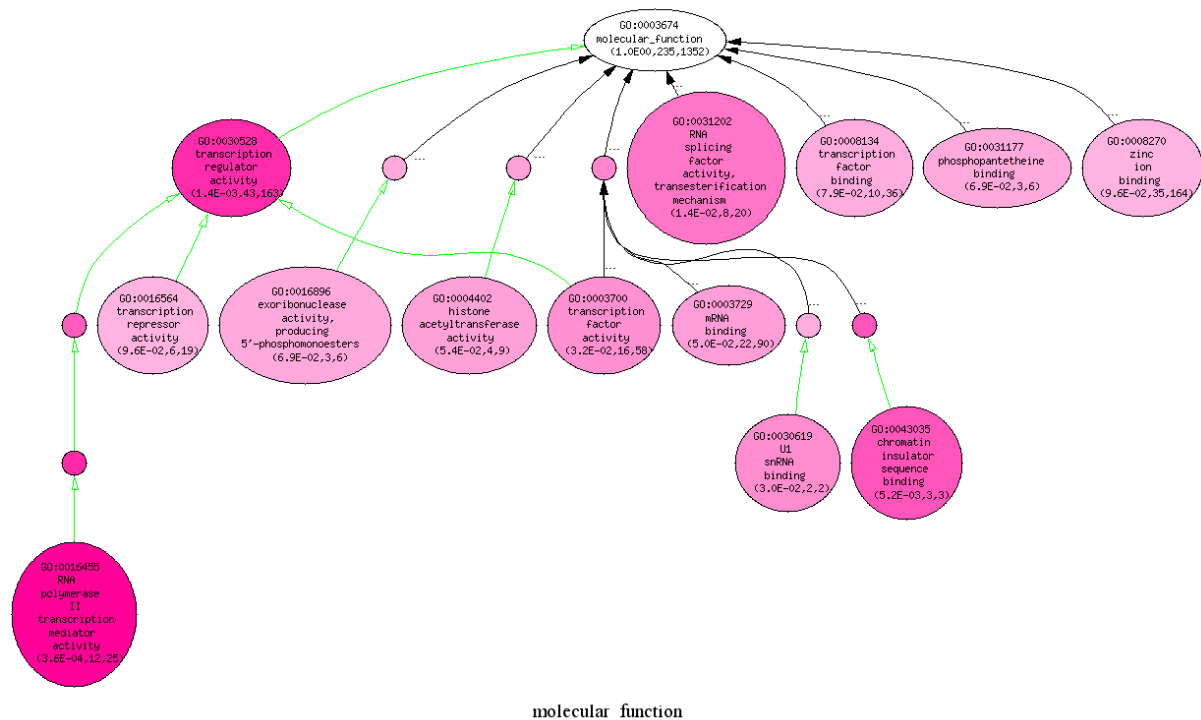 GO:0003674
molecular_function
(1.0E00,235,1352)
GO:0030528
transcription
regulator
activity
(1.4E-03,43,163)
---
---
---
GO:0031202
RNA
splicing
factor
activity,
transesterification
mechanism
(1.4E-02,8,20)
---
GO:0008134
transcription
factor
binding
(7.9E-02,10,36)
---
GO:0031177
phosphopantetheine
binding
(6.9E-02,3,6)
---
GO:0008270
zinc
ion
binding
(9.6E-02,35,164)
---
GO:0016564
transcription
repressor
activity
(9.6E-02,6,19)
GO:0016896
exoribonuclease
activity,
producing
5'-phosphomonoesters
(6.9E-02,3,6)
GO:0004402
histone
acetyltransferase
activity
(5.4E-02,4,9)
GO:0003700
transcription
factor
activity
(3.2E-02,16,58)
---
GO:0003729
mRNA
binding
(5.0E-02,22,90)
---
---
---
GO:0030619
U1
snRNA
binding
(3.0E-02,2,2)
GO:0043035
chromatin
insulator
sequence
binding
(5.2E-03,3,3)
GO:0016455
RNA
polymerase
II
transcription
mediator
activity
(3.6E-04,12,25)
molecular_function